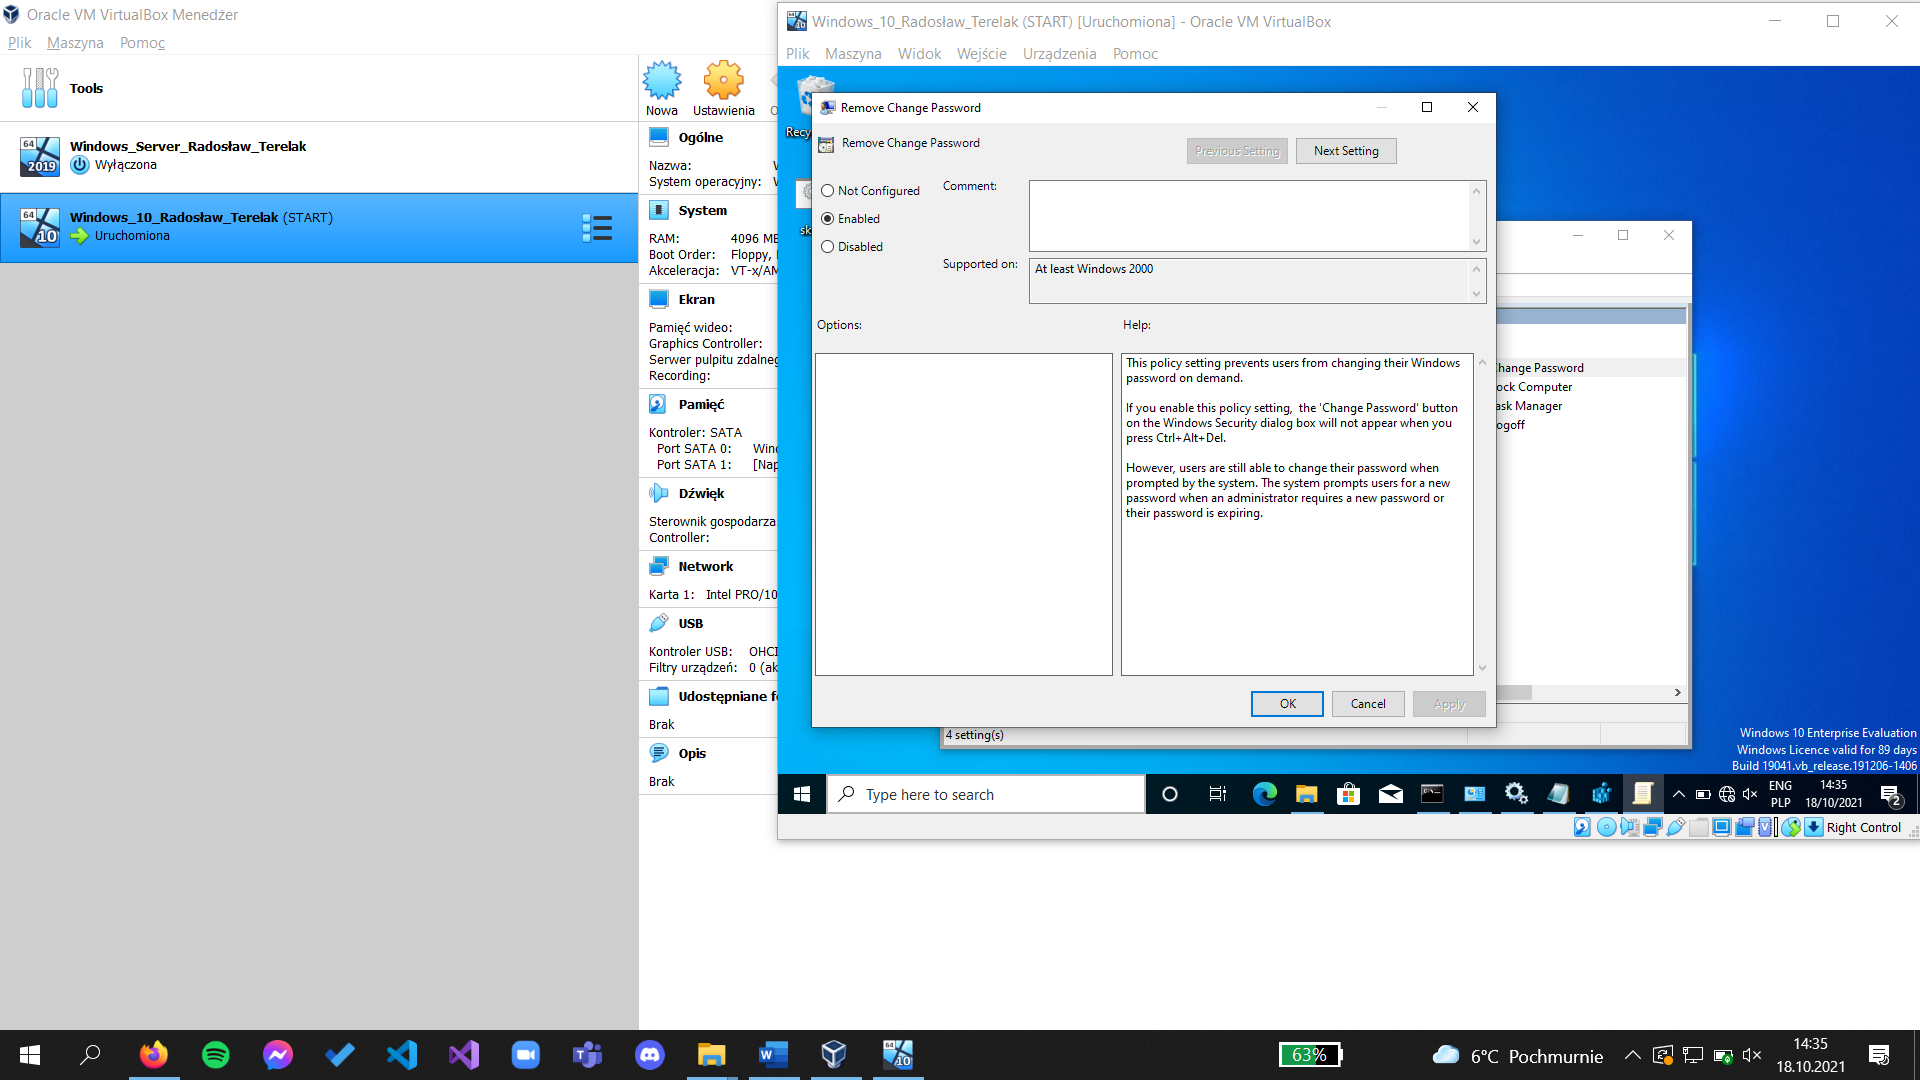 Oracle VM VirtualBox Menedżer
Plik Maszyna Pomoc
Tools
64
2019
Windows_Server_Radosław_Terelak
Wyłączona
64
10
Windows_10_Radosław_Terelak (START)
Uruchomiona
Nowa Ustawienia
Ogólne
Nazwa:
System operacyjny:
System
RAM: 4096 MB
Boot Order: Floppy,
Akceleracja: VT-x/AM
Ekran
Pamięć wideo:
Graphics Controller:
Serwer pulpitu zdalneg
Recording:
Pamięć
Kontroler: SATA
Port SATA 0: Wind
Port SATA 1: [Nap
Dźwięk
Sterownik gospodarza
Controller:
Network
Karta 1: Intel PRO/10
USB
Kontroler USB: OHCI
Filtry urządzeń: 0 (ak
Udostępniane f
Brak
Opis
Brak
Windows_10_Radosław_Terelak (START) [Uruchomiona] - Oracle VM VirtualBox
Plik Maszyna Widok Wejście Urządzenia Pomoc
Recy
sk
Remove Change Password
Remove Change Password
Previous Setting Next Setting
Not Configured
Enabled
Disabled
Comment:
Supported on: At least Windows 2000
Options:
Help:
This policy setting prevents users from changing their Windows
password on demand.
If you enable this policy setting, the 'Change Password' button
on the Windows Security dialog box will not appear when you
press Ctrl+Alt+Del.
However, users are still able to change their password when
prompted by the system. The system prompts users for a new
password when an administrator requires a new password or
their password is expiring.
OK Cancel Apply
hange Password
ock Computer
ask Manager
ogoff
4 setting(s)
Windows 10 Enterprise Evaluation
Windows Licence valid for 89 days
Build 19041.vb_release.191206-1406
Type here to search
ENG
PLP
14:35
18/10/2021
2
Right Control
63%
6°C Pochmurnie
14:35
18.10.2021